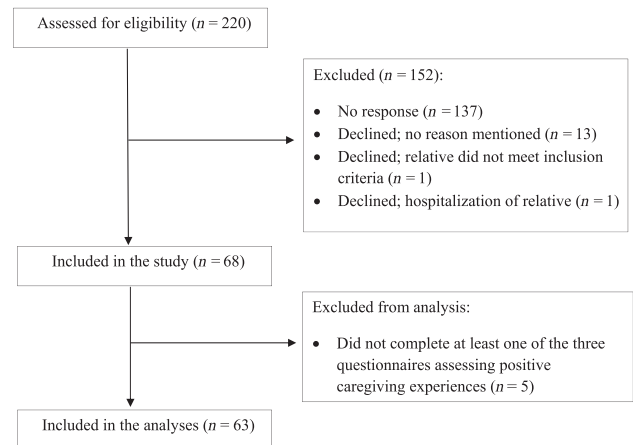 Assessed for eligibility (n = 220)
Excluded (n = 152):
• No response (n = 137)
• Declined; no reason mentioned (n = 13)
• Declined; relative did not meet inclusion
criteria (n = 1)
• Declined; hospitalization of relative (n = 1)
Included in the study (n = 68)
Excluded from analysis:
• Did not complete at least one of the three
questionnaires assessing positive
caregiving experiences (n = 5)
Included in the analyses (n = 63)